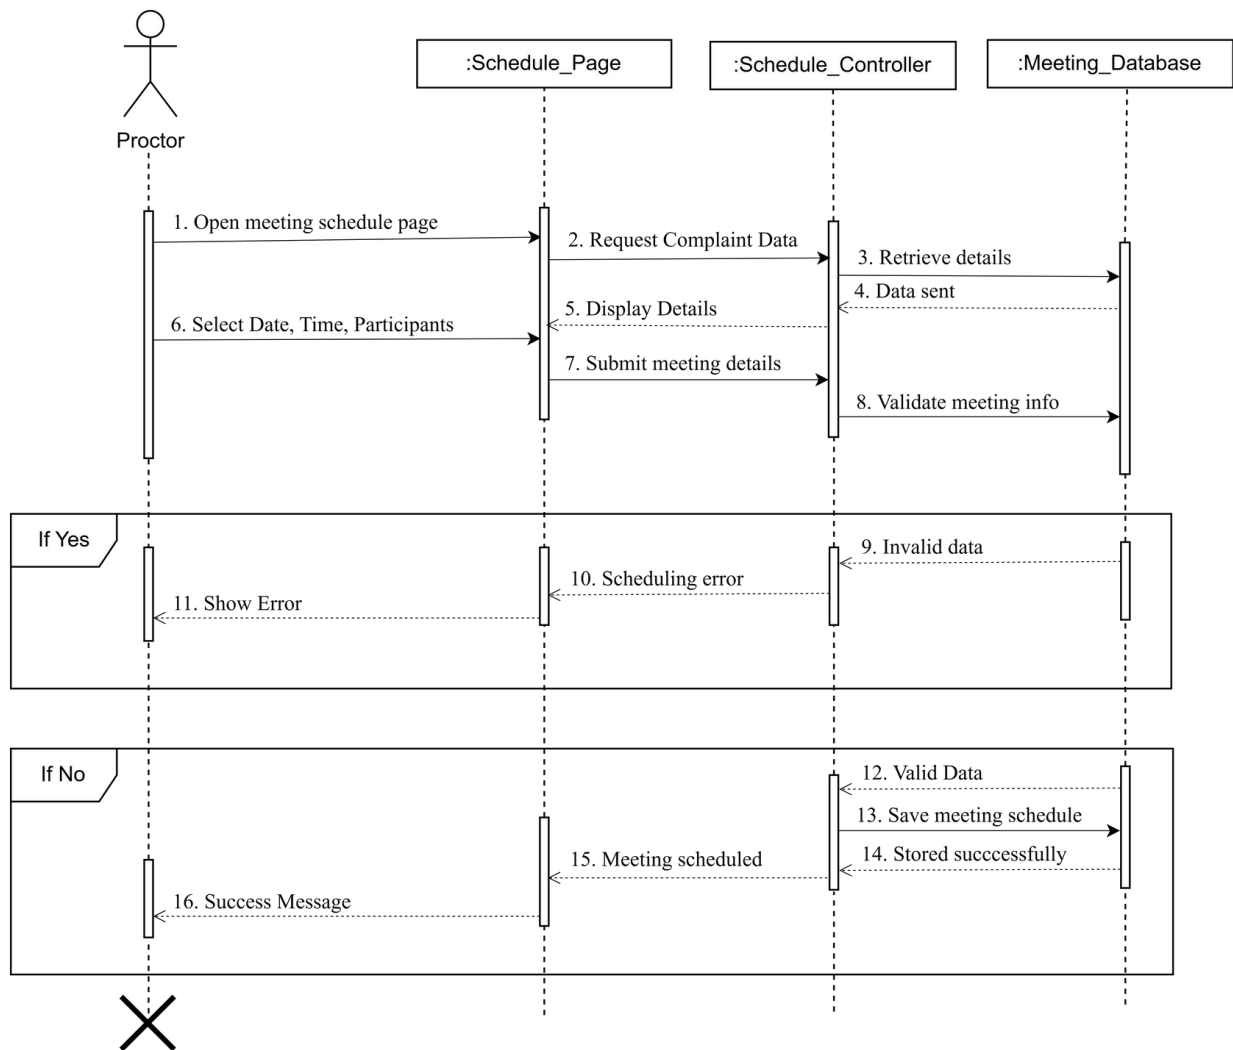 :Schedule_Page
:Schedule_Controller
:Meeting_Database
Proctor
1. Open meeting schedule page
2. Request Complaint Data
3. Retrieve details
4. Data sent
5. Display Details
6. Select Date, Time, Participants
7. Submit meeting details
8. Validate meeting info
If Yes
9. Invalid data
10. Scheduling error
11. Show Error
If No
12. Valid Data
13. Save meeting schedule
14. Stored succcessfully
15. Meeting scheduled
16. Success Message